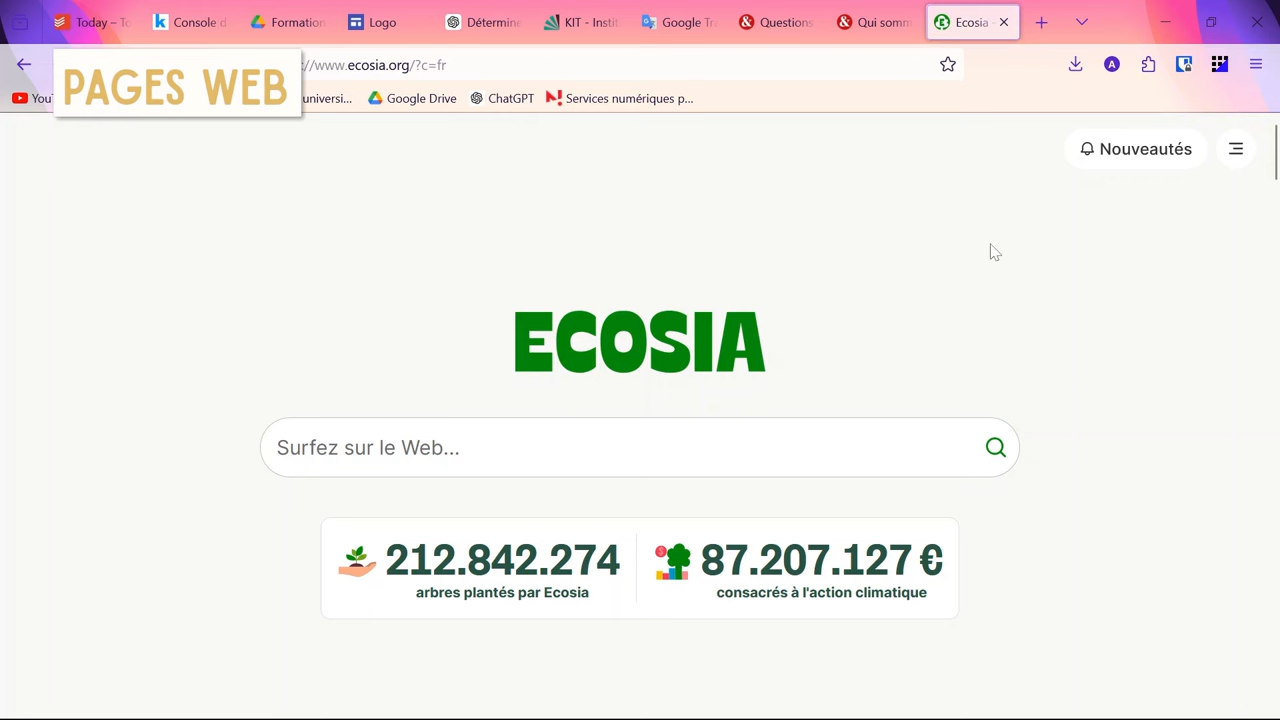 Today – To
Console d
Formation
Logo
Détermine
KIT - Instit
Google Tr
Questions
Qui somm
Ecosia –
PAGES WEB
://www.ecosia.org/?c=fr
You
universi...
Google Drive
ChatGPT
Services numériques p...
Nouveautés
ECOSIA
Surfez sur le Web...
212.842.274
arbres plantés par Ecosia
87.207.127 €
consacrés à l'action climatique